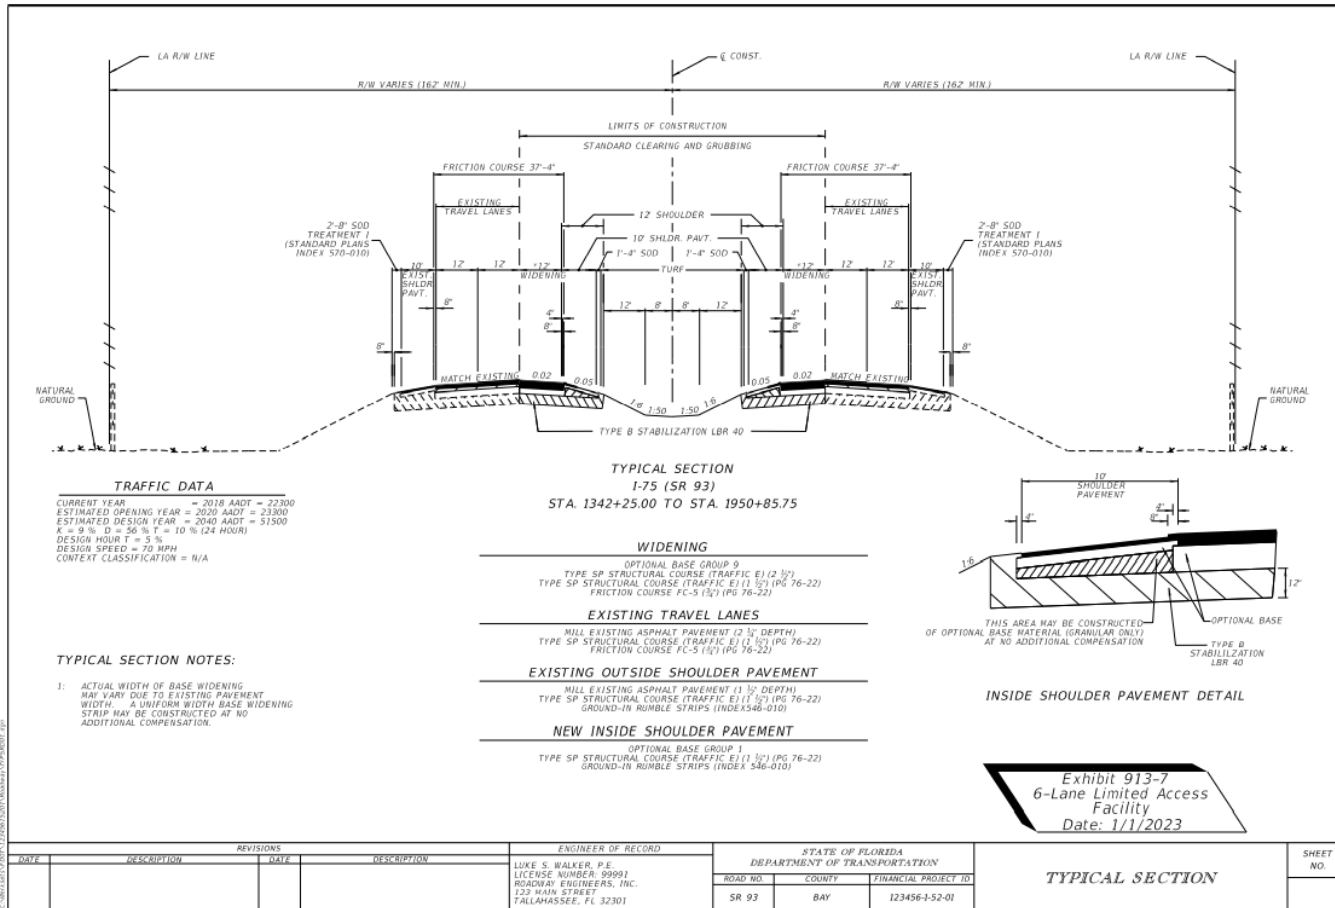 LA R/W LINE
℄ CONST.
LA R/W LINE
R/W VARIES (162' MIN.)
R/W VARIES (162' MIN.)
LIMITS OF CONSTRUCTION
STANDARD CLEARING AND GRUBBING
FRICTION COURSE 37'-4"
FRICTION COURSE 37'-4"
EXISTING
TRAVEL LANES
EXISTING
TRAVEL LANES
2'-8" SOD
TREATMENT I
(STANDARD PLANS
INDEX 570-010)
12' SHOULDER
10' SHLDR. PAVT.
1'-4" SOD
1'-4" SOD
2'-8" SOD
TREATMENT I
(STANDARD PLANS
INDEX 570-010)
10'
EXIST.
SHLDR.
PAVT.
12'
12'
*12'
WIDENING
TURF
*12'
WIDENING
12'
12'
10'
EXIST.
SHLDR.
PAVT.
8"
4"
8"
12'
8'
8'
12'
4"
8"
8"
8"
8"
MATCH EXISTING
0.02
0.05
0.05
0.02
MATCH EXISTING
1:6
1:50
1:50
1:6
NATURAL
GROUND
NATURAL
GROUND
TYPE B STABILIZATION LBR 40
TYPICAL SECTION
I-75 (SR 93)
STA. 1342+25.00 TO STA. 1950+85.75
TRAFFIC DATA
CURRENT YEAR = 2018 AADT = 22300
ESTIMATED OPENING YEAR = 2020 AADT = 23300
ESTIMATED DESIGN YEAR = 2040 AADT = 51500
K = 9 % D = 56 % T = 10 % (24 HOUR)
DESIGN HOUR T = 5 %
DESIGN SPEED = 70 MPH
CONTEXT CLASSIFICATION = N/A
WIDENING
OPTIONAL BASE GROUP 9
TYPE SP STRUCTURAL COURSE (TRAFFIC E) (2 ½")
TYPE SP STRUCTURAL COURSE (TRAFFIC E) (1 ½") (PG 76-22)
FRICTION COURSE FC-5 (¾") (PG 76-22)
EXISTING TRAVEL LANES
MILL EXISTING ASPHALT PAVEMENT (2 ¼" DEPTH)
TYPE SP STRUCTURAL COURSE (TRAFFIC E) (1 ½") (PG 76-22)
FRICTION COURSE FC-5 (¾") (PG 76-22)
EXISTING OUTSIDE SHOULDER PAVEMENT
MILL EXISTING ASPHALT PAVEMENT (1 ½" DEPTH)
TYPE SP STRUCTURAL COURSE (TRAFFIC E) (1 ½") (PG 76-22)
GROUND-IN RUMBLE STRIPS (INDEX546-010)
NEW INSIDE SHOULDER PAVEMENT
OPTIONAL BASE GROUP 1
TYPE SP STRUCTURAL COURSE (TRAFFIC E) (1 ½") (PG 76-22)
GROUND-IN RUMBLE STRIPS (INDEX 546-010)
TYPICAL SECTION NOTES:
1: ACTUAL WIDTH OF BASE WIDENING
MAY VARY DUE TO EXISTING PAVEMENT
WIDTH. A UNIFORM WIDTH BASE WIDENING
STRIP MAY BE CONSTRUCTED AT NO
ADDITIONAL COMPENSATION.
10'
SHOULDER
PAVEMENT
4"
4"
8"
1:6
12"
THIS AREA MAY BE CONSTRUCTED
OF OPTIONAL BASE MATERIAL (GRANULAR ONLY)
AT NO ADDITIONAL COMPENSATION
OPTIONAL BASE
TYPE B
STABILILZATION
LBR 40
INSIDE SHOULDER PAVEMENT DETAIL
Exhibit 913-7
6-Lane Limited Access
Facility
Date: 1/1/2023
REVISIONS
DATE
DESCRIPTION
DATE
DESCRIPTION
ENGINEER OF RECORD
LUKE S. WALKER, P.E.
LICENSE NUMBER: 99991
ROADWAY ENGINEERS, INC.
123 MAIN STREET
TALLAHASSEE, FL 32301
STATE OF FLORIDA
DEPARTMENT OF TRANSPORTATION
ROAD NO.
COUNTY
FINANCIAL PROJECT ID
SR 93
BAY
123456-1-52-01
TYPICAL SECTION
SHEET
NO.